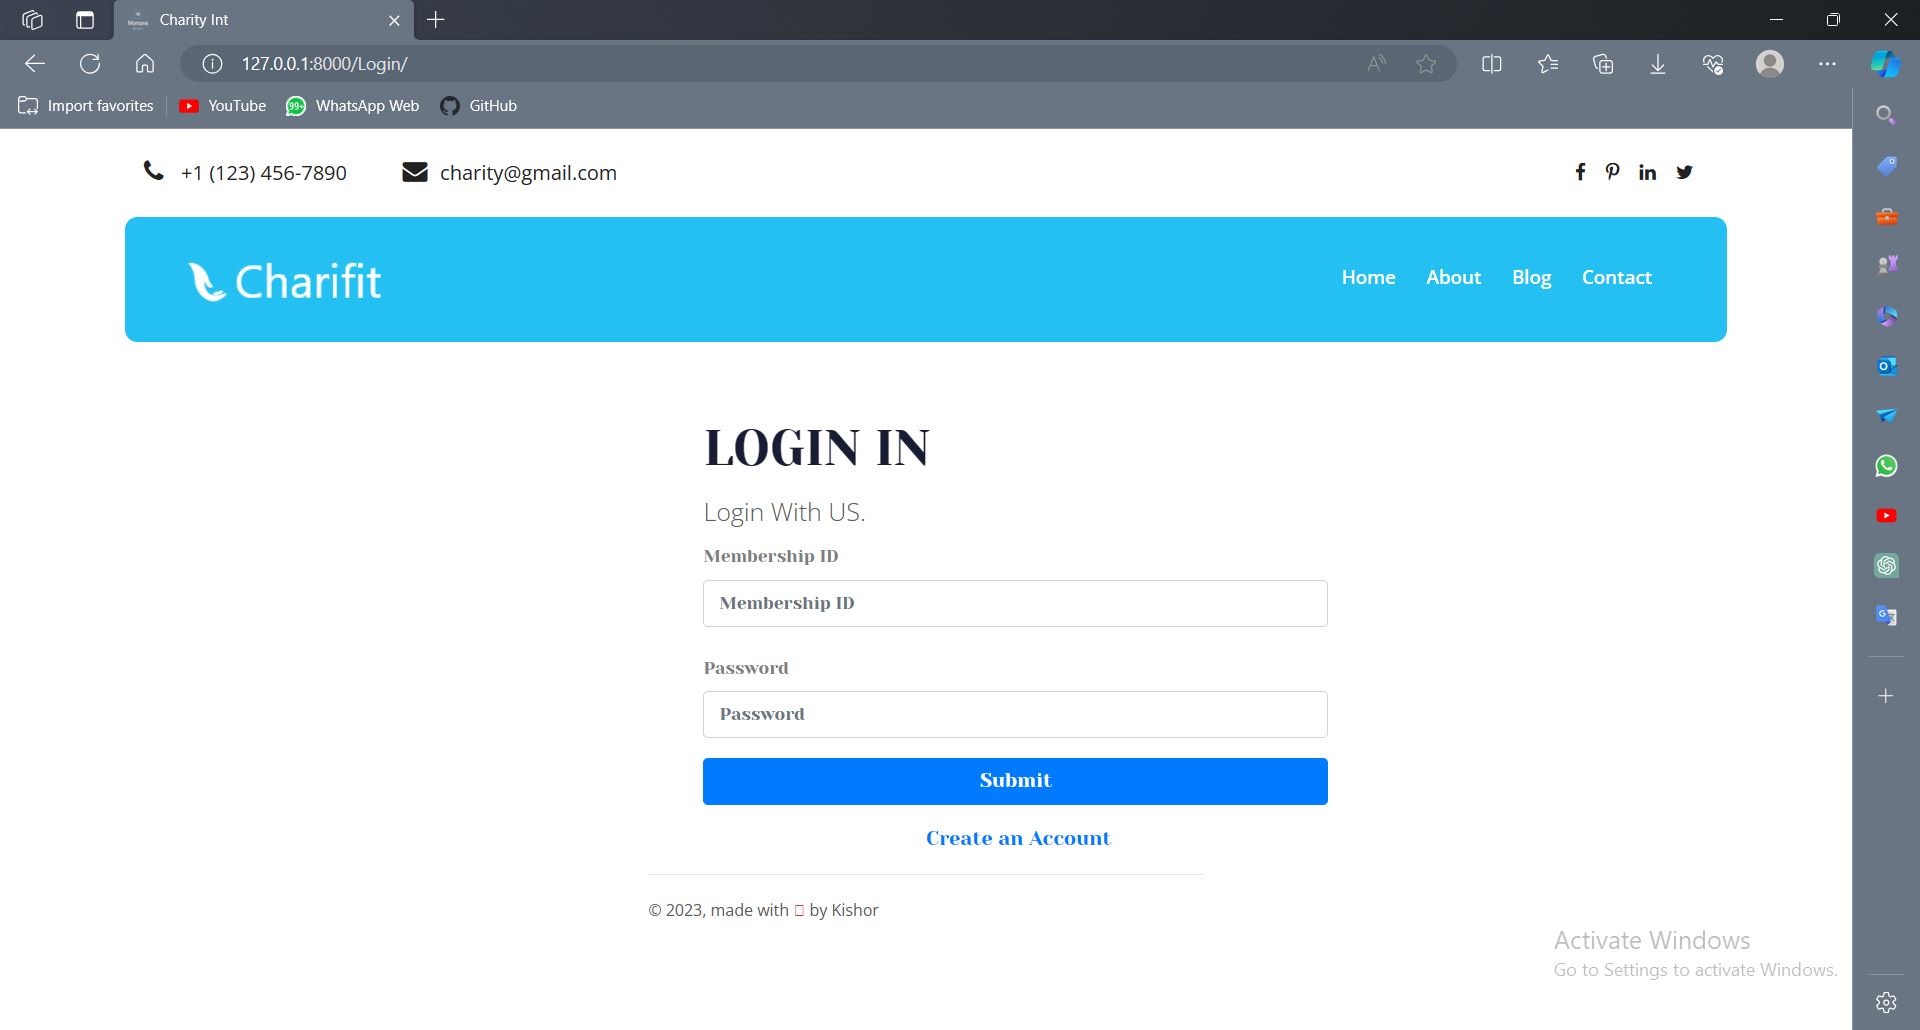 Charity Int
127.0.0.1:8000/Login/
Import favorites YouTube WhatsApp Web GitHub
+1 (123) 456-7890 charity@gmail.com
Charifit Home About Blog Contact
LOGIN IN
Login With US.
Membership ID
Membership ID
Password
Password
Submit
Create an Account
© 2023, made with by Kishor
Activate Windows
Go to Settings to activate Windows.